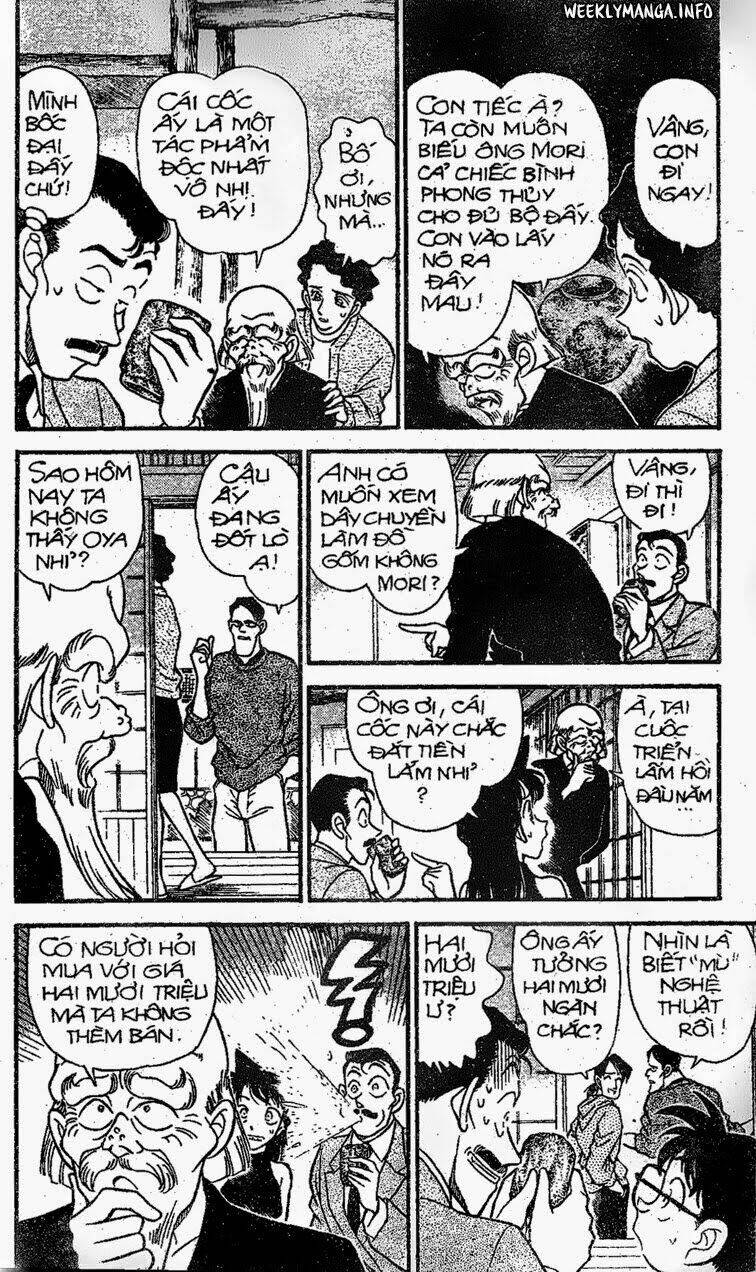 WEEKLYMANGA.INFO
MÌNH
BỐC
ĐẠI
ĐẤY
CHỨ!
CÁI CỐC
ẤY LÀ MỘT
TÁC PHẨM
ĐỘC NHẤT
VÔ NHỊ
ĐẤY!
BỐ
ƠI,
NHƯNG
MÀ...
CON TIẾC À?
TA CÒN MUỐN
BIẾU ÔNG MORI
CẢ CHIẾC BÌNH
PHONG THỦY
CHO ĐỦ BỘ ĐẤY.
CON VÀO LẤY
NÓ RA
ĐÂY
MAU!
VÂNG,
CON
ĐI
NGAY!
SAO HÔM
NAY TA
KHÔNG
THẤY OYA
NHỈ?
CẬU
ẤY
ĐANG
ĐỐT LÒ
Ạ!
ANH CÓ
MUỐN XEM
DÂY CHUYỀN
LÀM ĐỒ
GỐM KHÔNG
MORI?
VÂNG,
ĐI THÌ
ĐI!
ÔNG ƠI, CÁI
CỐC NÀY CHẮC
ĐẮT TIỀN
LẮM NHỈ
?
À, TẠI
CUỘC
TRIỂN
LÃM HỒI
ĐẦU NĂM
...
CÓ NGƯỜI HỎI
MUA VỚI GIÁ
HAI MƯƠI TRIỆU
MÀ TA KHÔNG
THÈM BÁN.
!
HAI
MƯƠI
TRIỆU
Ư?
ÔNG ẤY
TƯỞNG
HAI MƯƠI
NGÀN
CHẮC?
NHÌN LÀ
BIẾT "MÙ"
NGHỆ
THUẬT
RỒI!